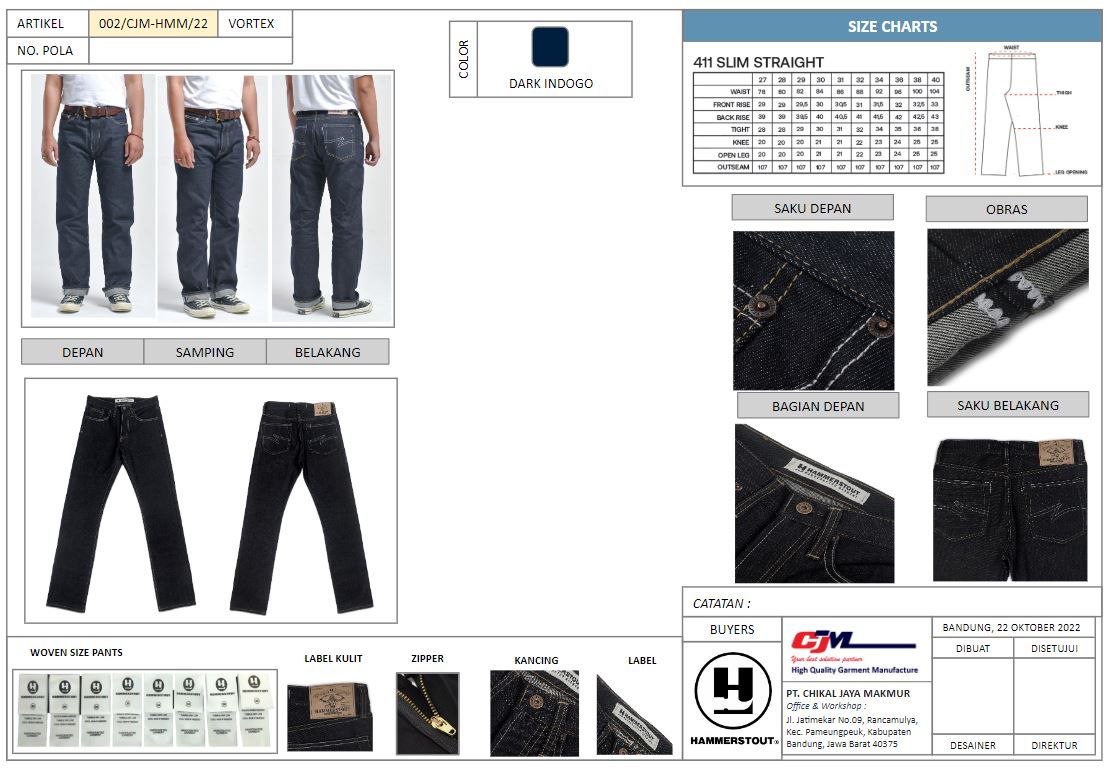 ARTIKEL 002/CJM-HMM/22 VORTEX
NO. POLA
COLOR
DARK INDOGO
SIZE CHARTS
411 SLIM STRAIGHT
27 28 29 30 31 32 34 36 38 40
WAIST 78 80 82 84 86 88 92 96 100 104
FRONT RISE 29 29 29,5 30 30,5 31 31,5 32 32,5 33
BACK RISE 39 39 39,5 40 40,5 41 41,5 42 42,5 43
TIGHT 28 28 29 30 31 32 34 35 36 38
KNEE 20 20 20 21 21 22 23 24 25 25
OPEN LEG 20 20 20 21 21 22 23 24 25 25
OUTSEAM 107 107 107 107 107 107 107 107 107 107
WAIST
OUTSEAM
THIGH
KNEE
LEG OPENING
DEPAN SAMPING BELAKANG
SAKU DEPAN
OBRAS
BAGIAN DEPAN
HAMMERSTOUT
SAKU BELAKANG
WOVEN SIZE PANTS
LABEL KULIT
ZIPPER
KANCING
LABEL
HAMMERSTOUT
CATATAN :
BUYERS
HAMMERSTOUT®
CJM
Your best solution partner
High Quality Garment Manufacture
PT. CHIKAL JAYA MAKMUR
Office & Workshop :
Jl. Jatimekar No.09, Rancamulya,
Kec. Pameungpeuk, Kabupaten
Bandung, Jawa Barat 40375
BANDUNG, 22 OKTOBER 2022
DIBUAT DISETUJUI
DESAINER DIREKTUR